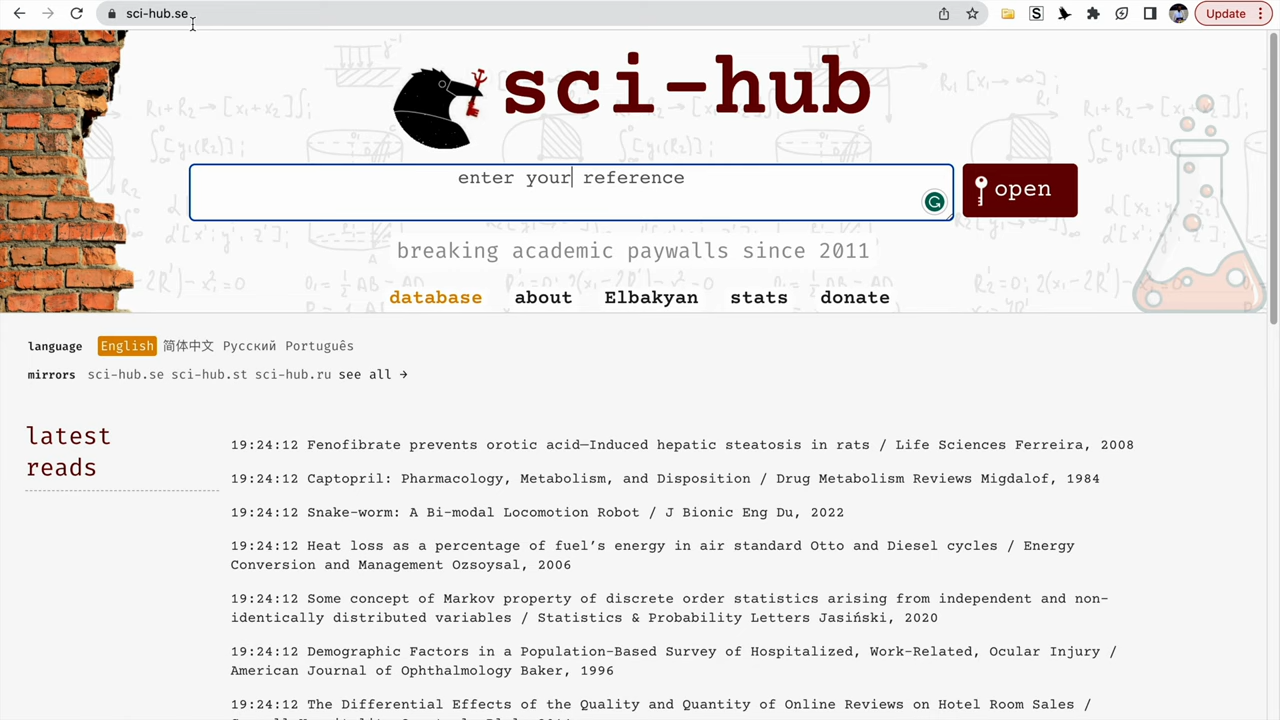 sci-hub.se
Update
sci-hub
enter your reference
open
breaking academic paywalls since 2011
database about Elbakyan stats donate
language English 简体中文 Русский Português
mirrors sci-hub.se sci-hub.st sci-hub.ru see all →
latest
reads
19:24:12 Fenofibrate prevents orotic acid—Induced hepatic steatosis in rats / Life Sciences Ferreira, 2008
19:24:12 Captopril: Pharmacology, Metabolism, and Disposition / Drug Metabolism Reviews Migdalof, 1984
19:24:12 Snake-worm: A Bi-modal Locomotion Robot / J Bionic Eng Du, 2022
19:24:12 Heat loss as a percentage of fuel’s energy in air standard Otto and Diesel cycles / Energy
Conversion and Management Ozsoysal, 2006
19:24:12 Some concept of Markov property of discrete order statistics arising from independent and non-
identically distributed variables / Statistics & Probability Letters Jasiński, 2020
19:24:12 Demographic Factors in a Population-Based Survey of Hospitalized, Work-Related, Ocular Injury /
American Journal of Ophthalmology Baker, 1996
19:24:12 The Differential Effects of the Quality and Quantity of Online Reviews on Hotel Room Sales /